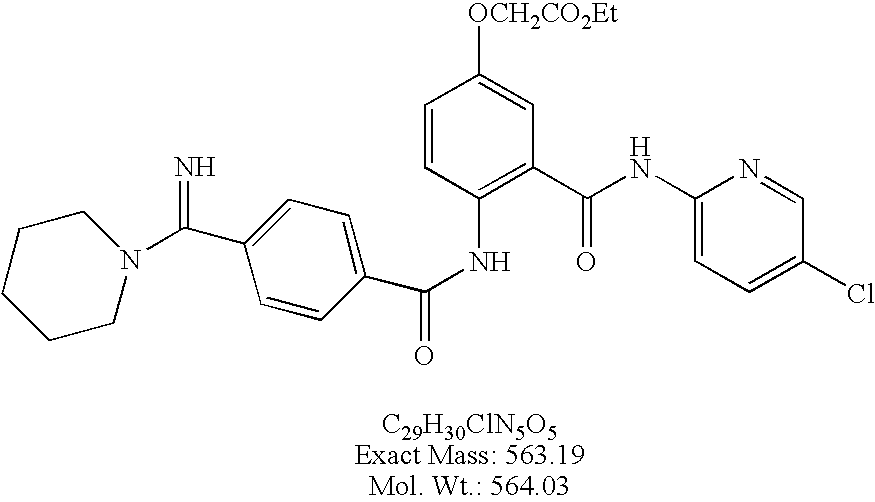 OCH2CO2Et
NH
H
N
N
N
NH
O
Cl
O
C29H30ClN5O5
Exact Mass: 563.19
Mol. Wt.: 564.03